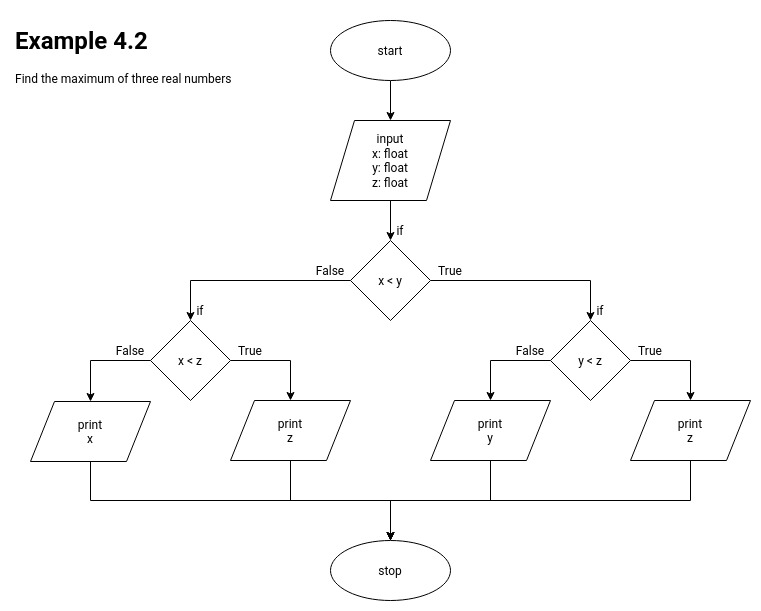 Example 4.2
Find the maximum of three real numbers
start
input
x: float
y: float
z: float
if
False
x < y
True
if
if
False
x < z
True
False
y < z
True
print
x
print
z
print
y
print
z
stop